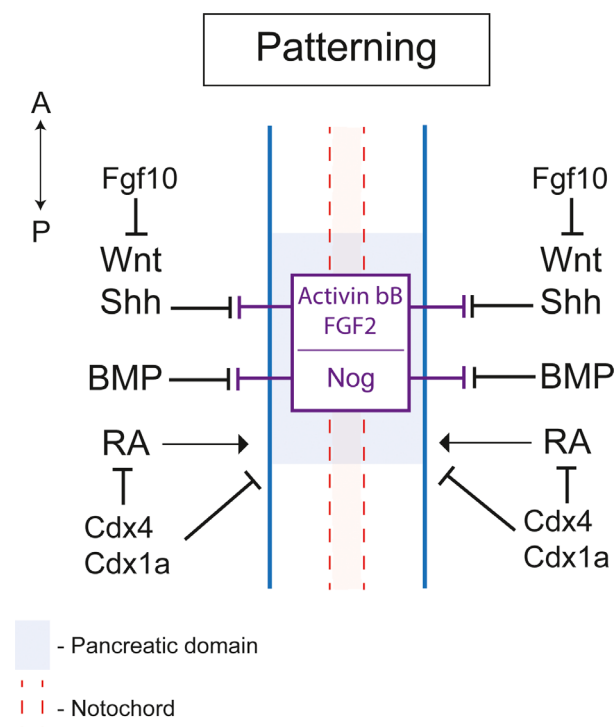 Patterning
A
P
Fgf10
Wnt
Shh
BMP
RA
Cdx4
Cdx1a
Activin bB
FGF2
Nog
Fgf10
Wnt
Shh
BMP
RA
Cdx4
Cdx1a
- Pancreatic domain
- Notochord